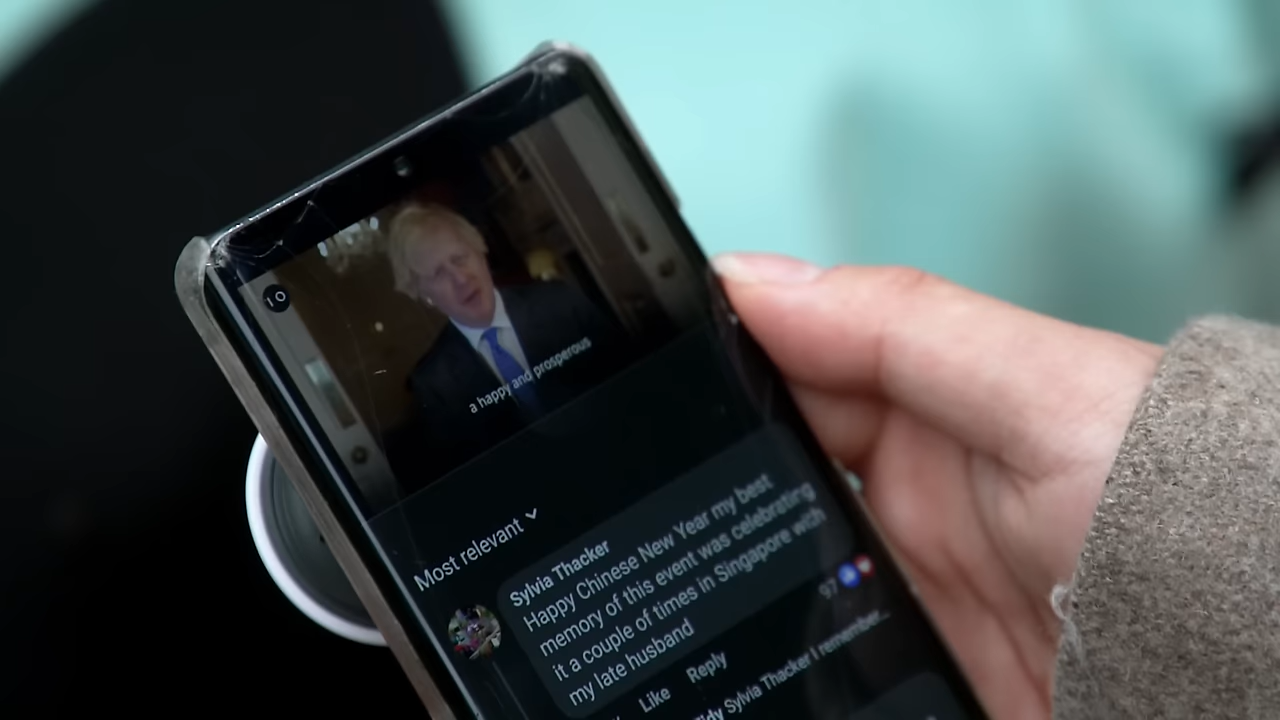 a happy and prosperous
Most relevant
Sylvia Thacker
Happy Chinese New Year my best
memory of this event was celebrating
it a couple of times in Singapore with
my late husband
97
Like Reply
Sylvia Thacker I remember...